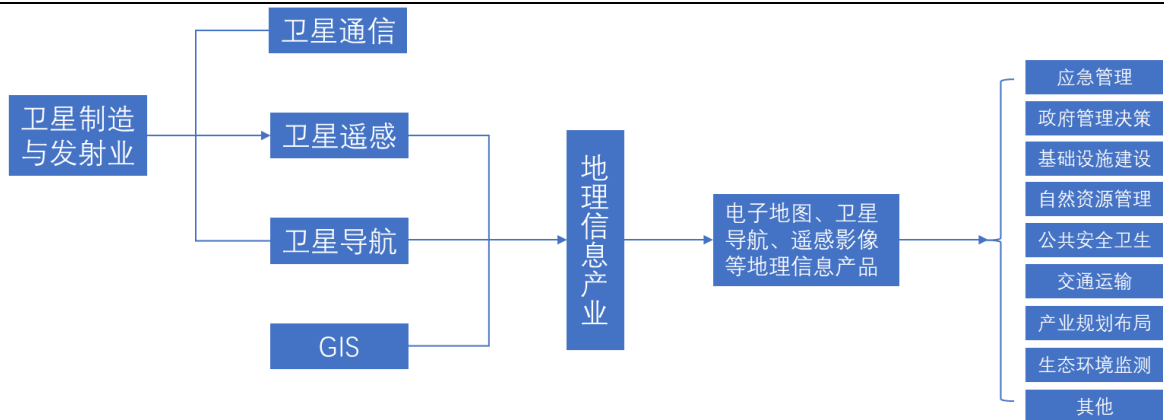 卫星制造
与发射业
卫星通信
卫星遥感
卫星导航
GIS
地
理
信
息
产
业
电子地图、卫星
导航、遥感影像
等地理信息产品
应急管理
政府管理决策
基础设施建设
自然资源管理
公共安全卫生
交通运输
产业规划布局
生态环境监测
其他